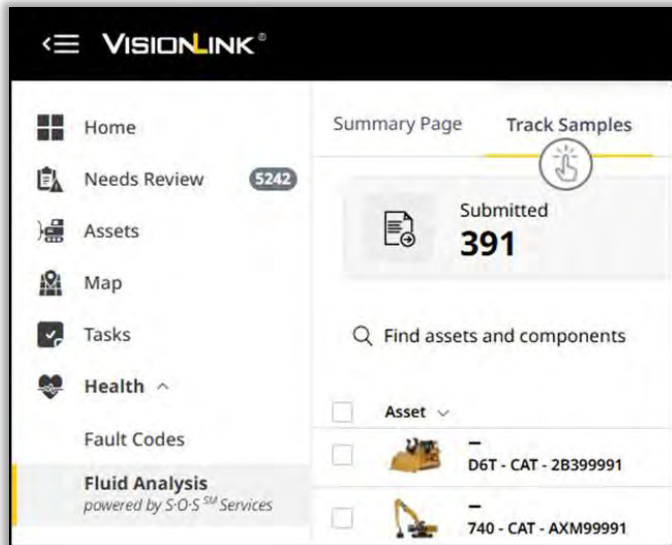 VISIONLINK®
Home
Needs Review 5242
Assets
Map
Tasks
Health
Fault Codes
Fluid Analysis
powered by S·O·S℠ Services
Summary Page Track Samples
Submitted
391
Find assets and components
Asset
–
D6T - CAT - 2B399991
–
740 - CAT - AXM99991